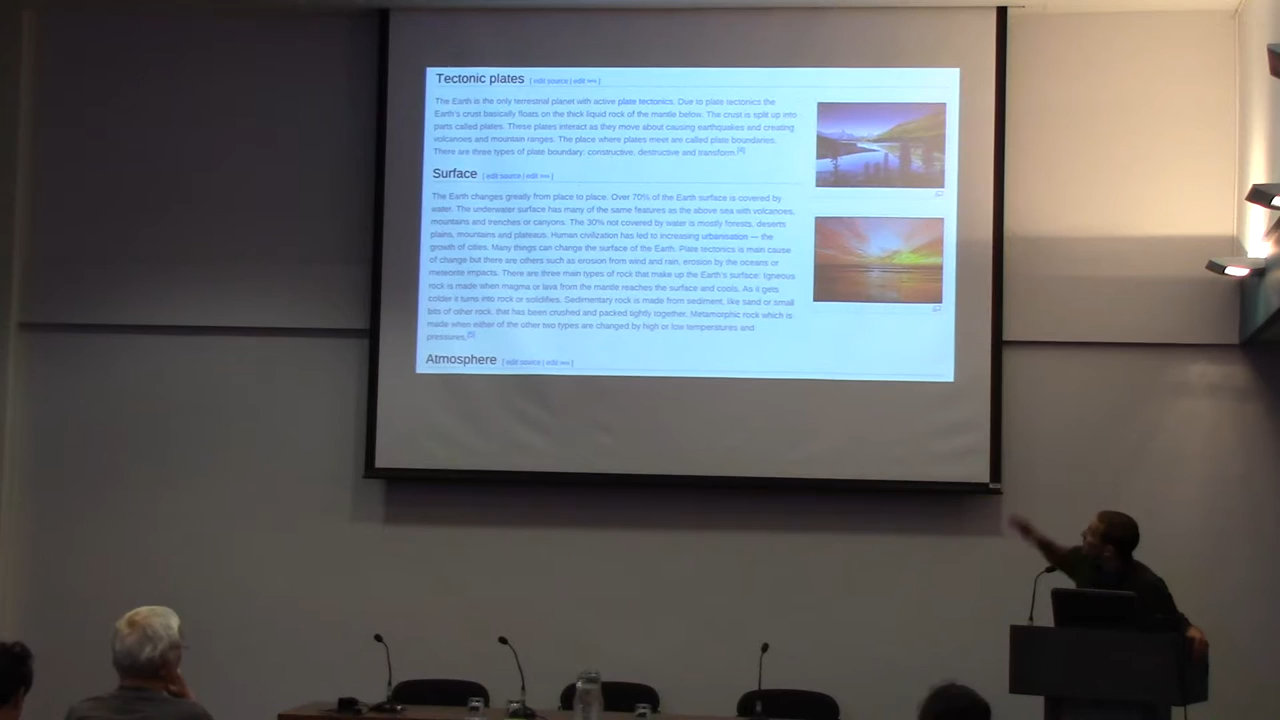 Tectonic plates [ edit source | edit beta ]
The Earth is the only terrestrial planet with active plate tectonics. Due to plate tectonics the
Earth's crust basically floats on the thick liquid rock of the mantle below. The crust is split up into
parts called plates. These plates interact as they move about causing earthquakes and creating
volcanoes and mountain ranges. The place where plates meet are called plate boundaries.
There are three types of plate boundary: constructive, destructive and transform.[4]
Surface [ edit source | edit beta ]
The Earth changes greatly from place to place. Over 70% of the Earth surface is covered by
water. The underwater surface has many of the same features as the above sea with volcanoes,
mountains and trenches or canyons. The 30% not covered by water is mostly forests, deserts
plains, mountains and plateaus. Human civilization has led to increasing urbanisation — the
growth of cities. Many things can change the surface of the Earth. Plate tectonics is main cause
of change but there are others such as erosion from wind and rain, erosion by the oceans or
meteorite impacts. There are three main types of rock that make up the Earth's surface: Igneous
rock is made when magma or lava from the mantle reaches the surface and cools. As it gets
colder it turns into rock or solidifies. Sedimentary rock is made from sediment, like sand or small
bits of other rock, that has been crushed and packed tightly together. Metamorphic rock which is
made when either of the other two types are changed by high or low temperatures and
pressures.[5]
Atmosphere [ edit source | edit beta ]